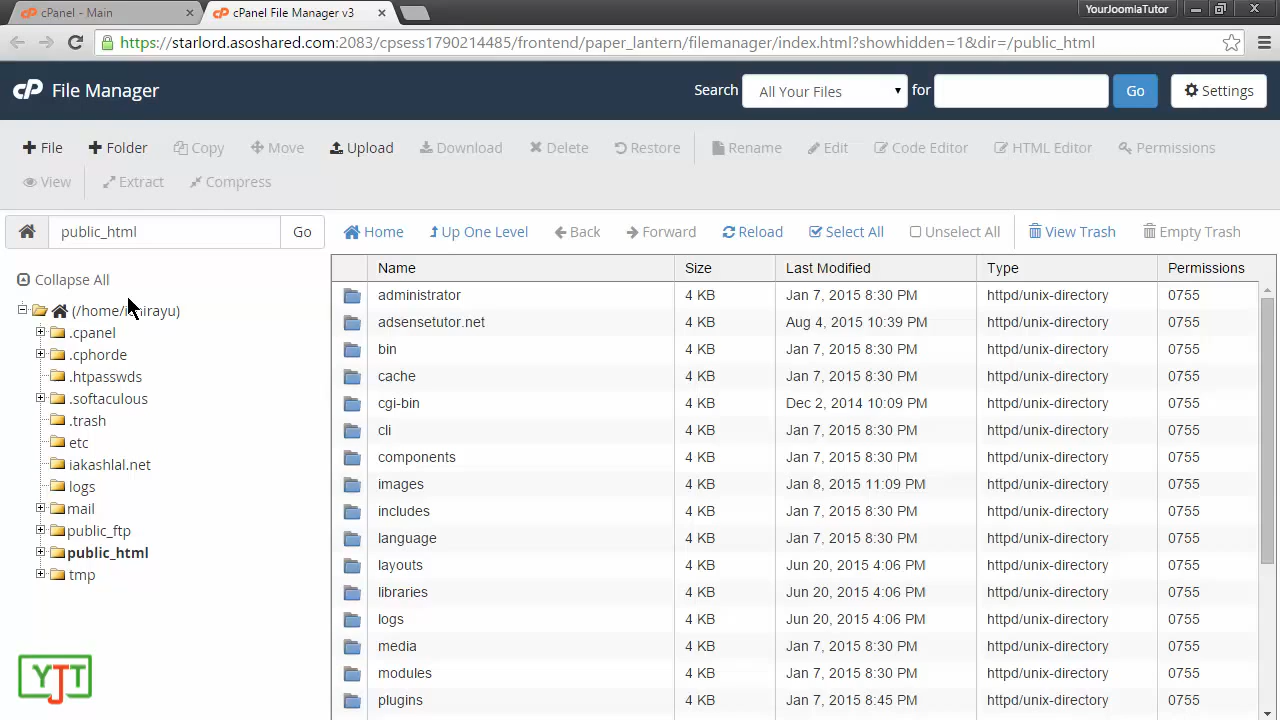 cPanel - Main
cPanel File Manager v3
YourJoomlaTutor
https://starlord.asoshared.com:2083/cpsess1790214485/frontend/paper_lantern/filemanager/index.html?showhidden=1&dir=/public_html
cP File Manager
Search All Your Files for Go Settings
File Folder Copy Move Upload Download Delete Restore Rename Edit Code Editor HTML Editor Permissions
View Extract Compress
public_html Go Home Up One Level Back Forward Reload Select All Unselect All View Trash Empty Trash
Collapse All
(/home/ irayu)
.cpanel
.cphorde
.htpasswds
.softaculous
.trash
etc
iakashlal.net
logs
mail
public_ftp
public_html
tmp
YJT
Name Size Last Modified Type Permissions
administrator 4 KB Jan 7, 2015 8:30 PM httpd/unix-directory 0755
adsensetutor.net 4 KB Aug 4, 2015 10:39 PM httpd/unix-directory 0755
bin 4 KB Jan 7, 2015 8:30 PM httpd/unix-directory 0755
cache 4 KB Jan 7, 2015 8:30 PM httpd/unix-directory 0755
cgi-bin 4 KB Dec 2, 2014 10:09 PM httpd/unix-directory 0755
cli 4 KB Jan 7, 2015 8:30 PM httpd/unix-directory 0755
components 4 KB Jan 7, 2015 8:30 PM httpd/unix-directory 0755
images 4 KB Jan 8, 2015 11:09 PM httpd/unix-directory 0755
includes 4 KB Jan 7, 2015 8:30 PM httpd/unix-directory 0755
language 4 KB Jan 7, 2015 8:30 PM httpd/unix-directory 0755
layouts 4 KB Jun 20, 2015 4:06 PM httpd/unix-directory 0755
libraries 4 KB Jun 20, 2015 4:06 PM httpd/unix-directory 0755
logs 4 KB Jun 20, 2015 4:06 PM httpd/unix-directory 0755
media 4 KB Jan 7, 2015 8:30 PM httpd/unix-directory 0755
modules 4 KB Jan 7, 2015 8:30 PM httpd/unix-directory 0755
plugins 4 KB Jan 7, 2015 8:45 PM httpd/unix-directory 0755